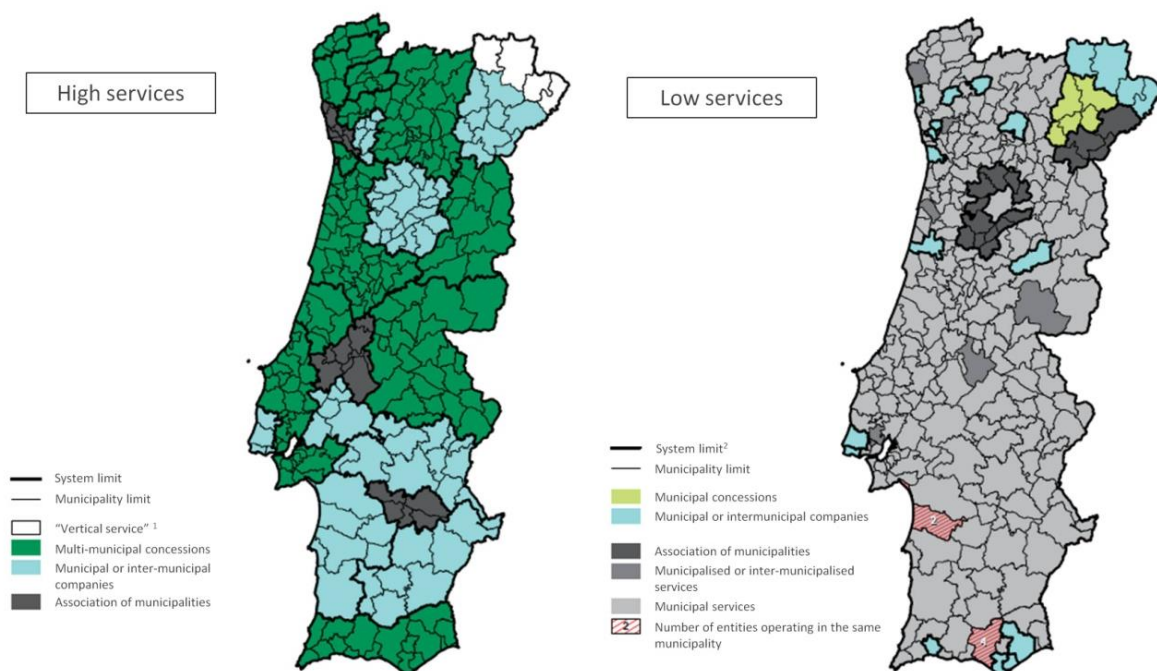 High services
System limit
Municipality limit
"Vertical service" 1
Multi-municipal concessions
Municipal or inter-municipal
companies
Association of municipalities
Low services
System limit2
Municipality limit
Municipal concessions
Municipal or intermunicipal companies
Association of municipalities
Municipalised or inter-municipalised
services
Municipal services
2 Number of entities operating in the same
municipality
2
4